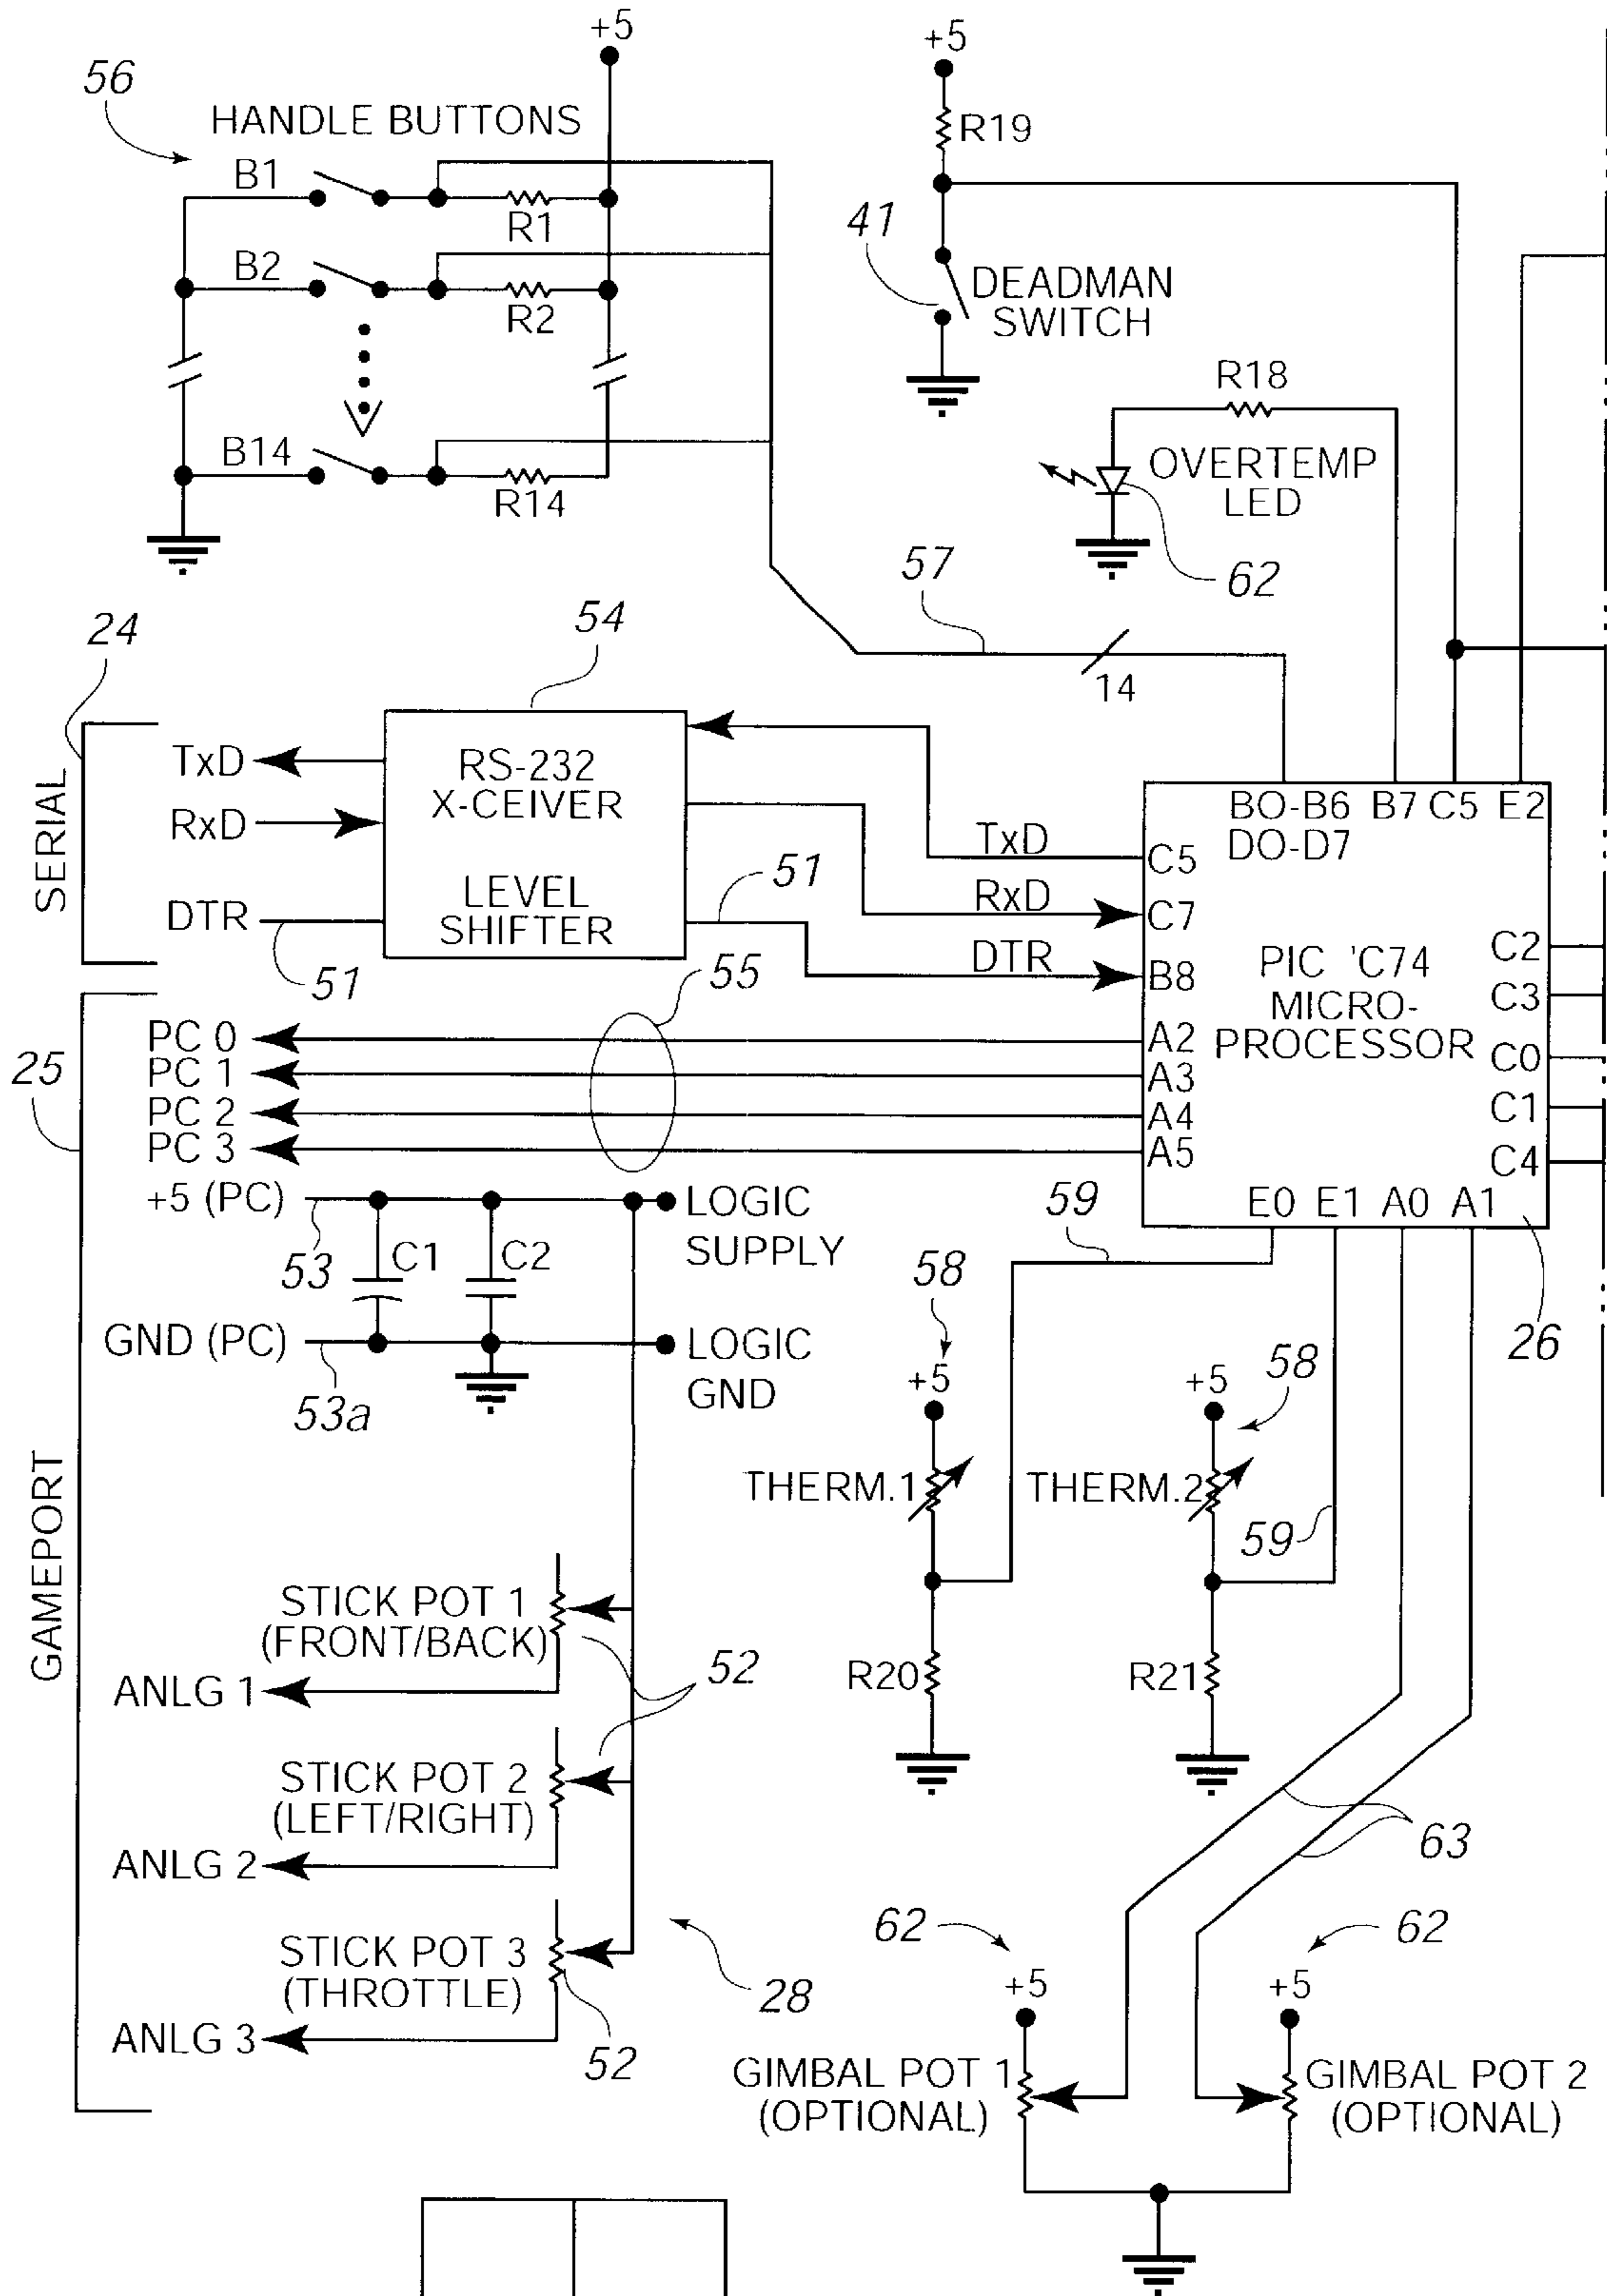 +5
+5
56
HANDLE BUTTONS
R19
B1
R1
41
B2
R2
DEADMAN
SWITCH
R18
B14
R14
OVERTEMP
LED
57
62
24
54
14
SERIAL
TxD
RxD
DTR
51
RS-232
X-CEIVER
LEVEL
SHIFTER
51
TxD
RxD
DTR
BO-B6
DO-D7
B7
C5
E2
C5
C7
B8
A2
A3
A4
A5
PIC 'C74
MICRO-
PROCESSOR
C2
C3
C0
C1
C4
E0
E1
A0
A1
26
55
25
GAMEPORT
PC 0
PC 1
PC 2
PC 3
+5 (PC)
53
C1
C2
LOGIC
SUPPLY
GND (PC)
53a
LOGIC
GND
59
58
+5
58
+5
THERM.1
THERM.2
59
R20
R21
STICK POT 1
(FRONT/BACK)
ANLG 1
52
STICK POT 2
(LEFT/RIGHT)
ANLG 2
STICK POT 3
(THROTTLE)
ANLG 3
52
28
63
62
+5
62
+5
GIMBAL POT 1
(OPTIONAL)
GIMBAL POT 2
(OPTIONAL)